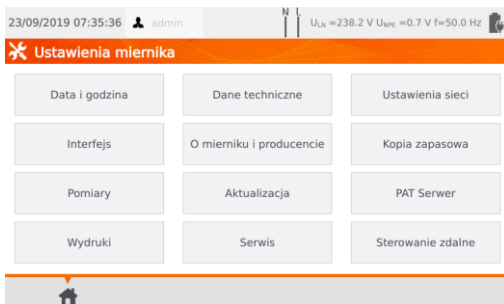 N L
23/09/2019 07:35:36 admin ULN =238.2 V UNPE =0.7 V f=50.0 Hz
Ustawienia miernika
Data i godzina Dane techniczne Ustawienia sieci
Interfejs O mierniku i producencie Kopia zapasowa
Pomiary Aktualizacja PAT Serwer
Wydruki Serwis Sterowanie zdalne